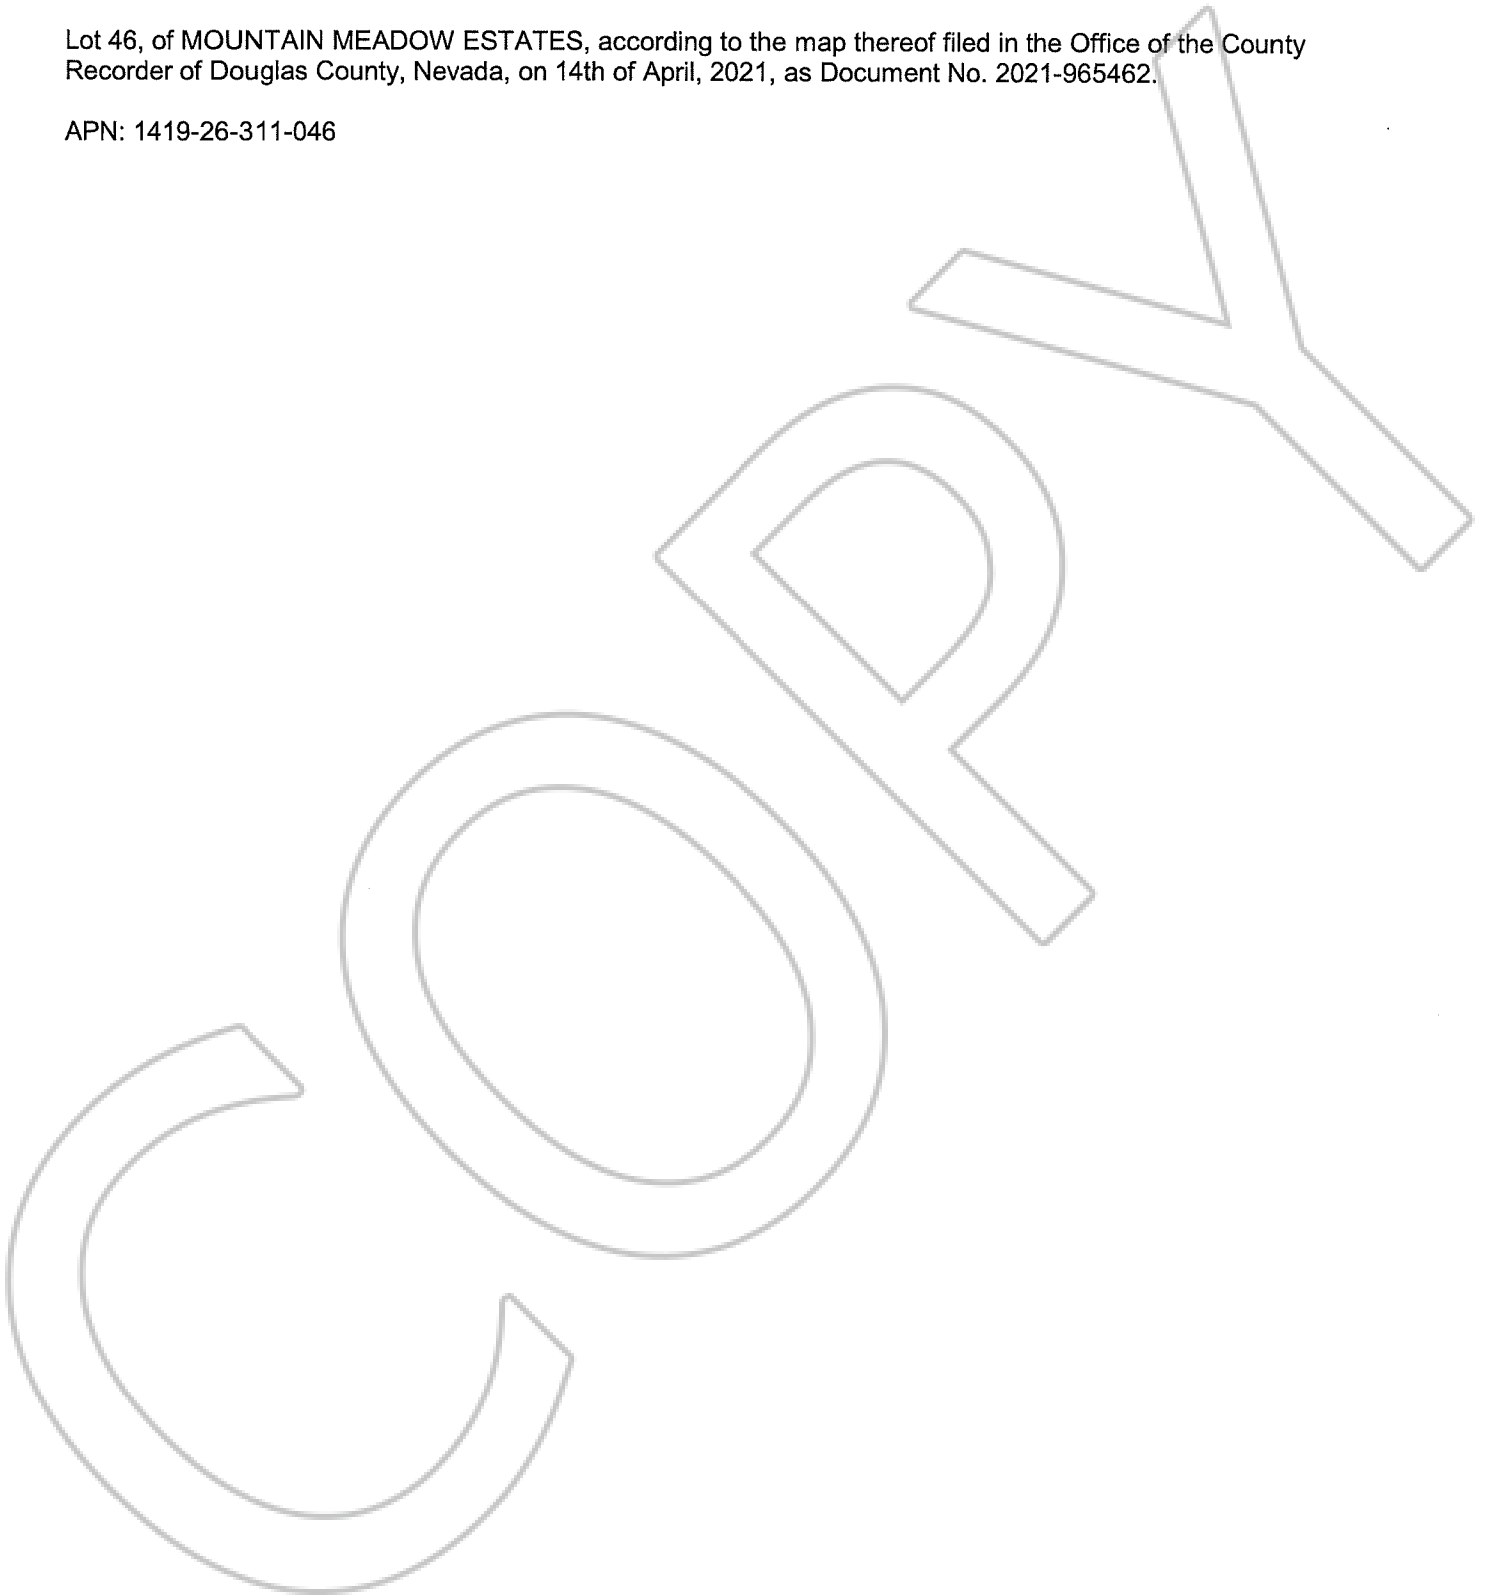 Lot 46, of MOUNTAIN MEADOW ESTATES, according to the map thereof filed in the Office of the County
Recorder of Douglas County, Nevada, on 14th of April, 2021, as Document No. 2021-965462.
APN: 1419-26-311-046
COPY